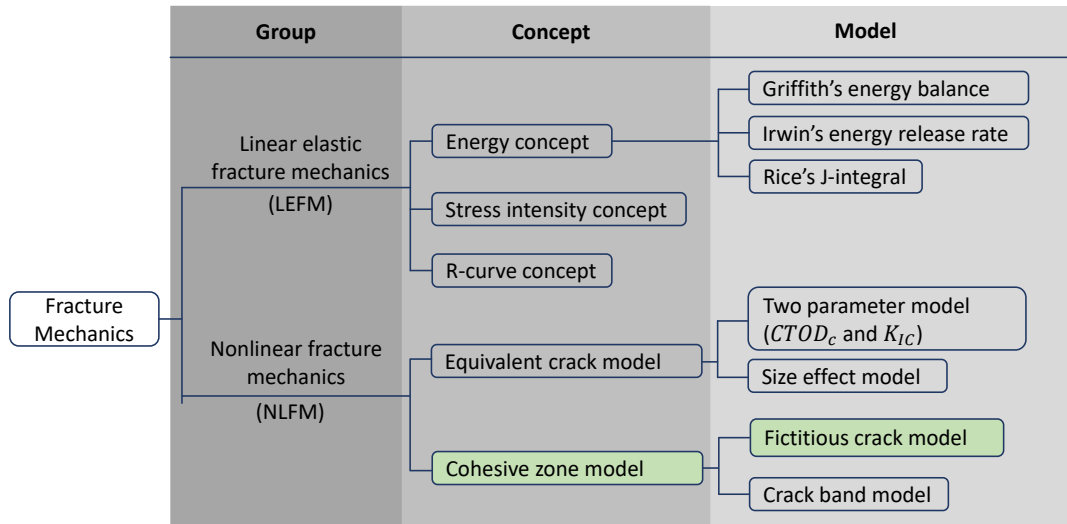 Group
Concept
Model
Fracture
Mechanics
Linear elastic
fracture mechanics
(LEFM)
Energy concept
Griffith’s energy balance
Irwin’s energy release rate
Rice’s J-integral
Stress intensity concept
R-curve concept
Nonlinear fracture
mechanics
(NLFM)
Equivalent crack model
Two parameter model
(CTOD_c and K_IC)
Size effect model
Cohesive zone model
Fictitious crack model
Crack band model